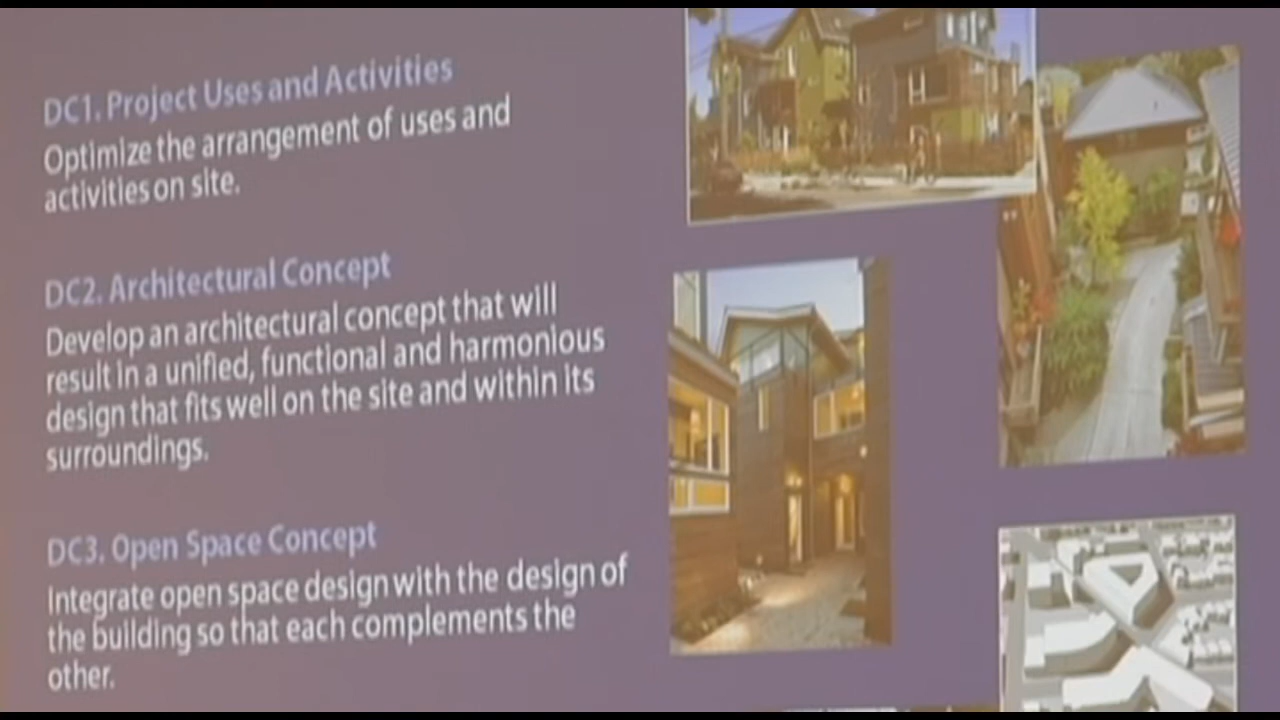 DC1. Project Uses and Activities
Optimize the arrangement of uses and
activities on site.
DC2. Architectural Concept
Develop an architectural concept that will
result in a unified, functional and harmonious
design that fits well on the site and within its
surroundings.
DC3. Open Space Concept
Integrate open space design with the design of
the building so that each complements the
other.